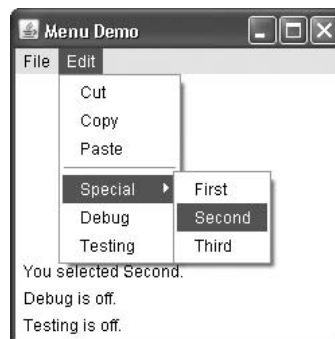 Menu Demo
File Edit
Cut
Copy
Paste
Special
First
Debug
Second
Testing
Third
You selected Second.
Debug is off.
Testing is off.